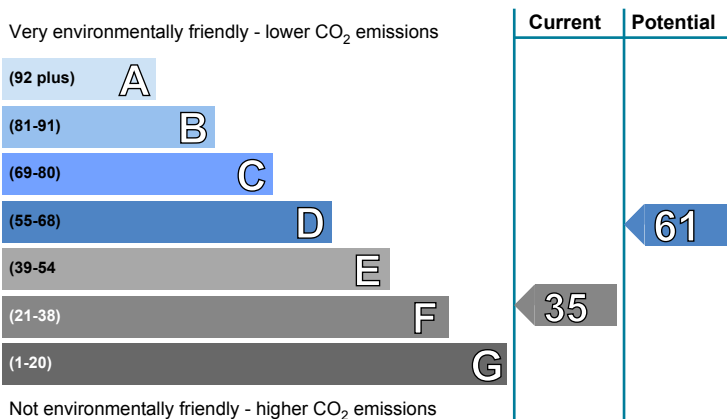 Current Potential
Very environmentally friendly - lower CO2 emissions
(92 plus) A
(81-91) B
(69-80) C
(55-68) D
61
(39-54 E
(21-38) F
35
(1-20) G
Not environmentally friendly - higher CO2 emissions